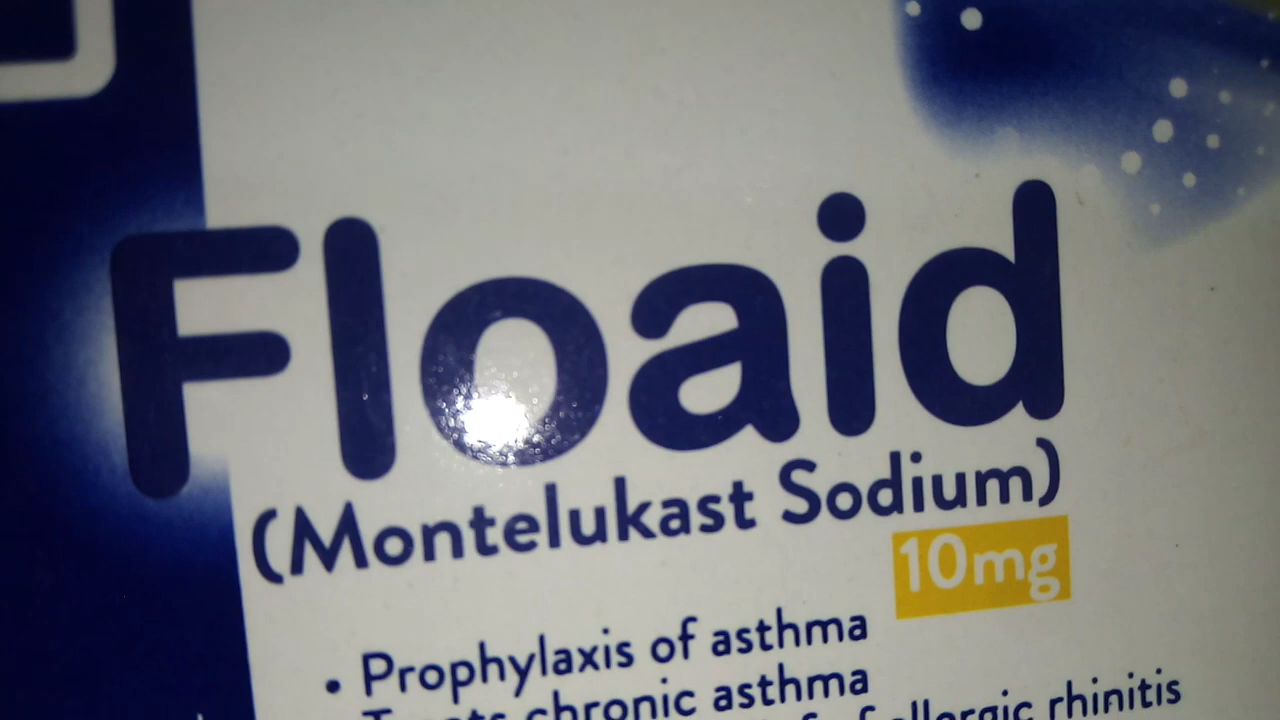 Floaid
(Montelukast Sodium)
10mg
• Prophylaxis of asthma
chronic asthma
allergic rhinitis